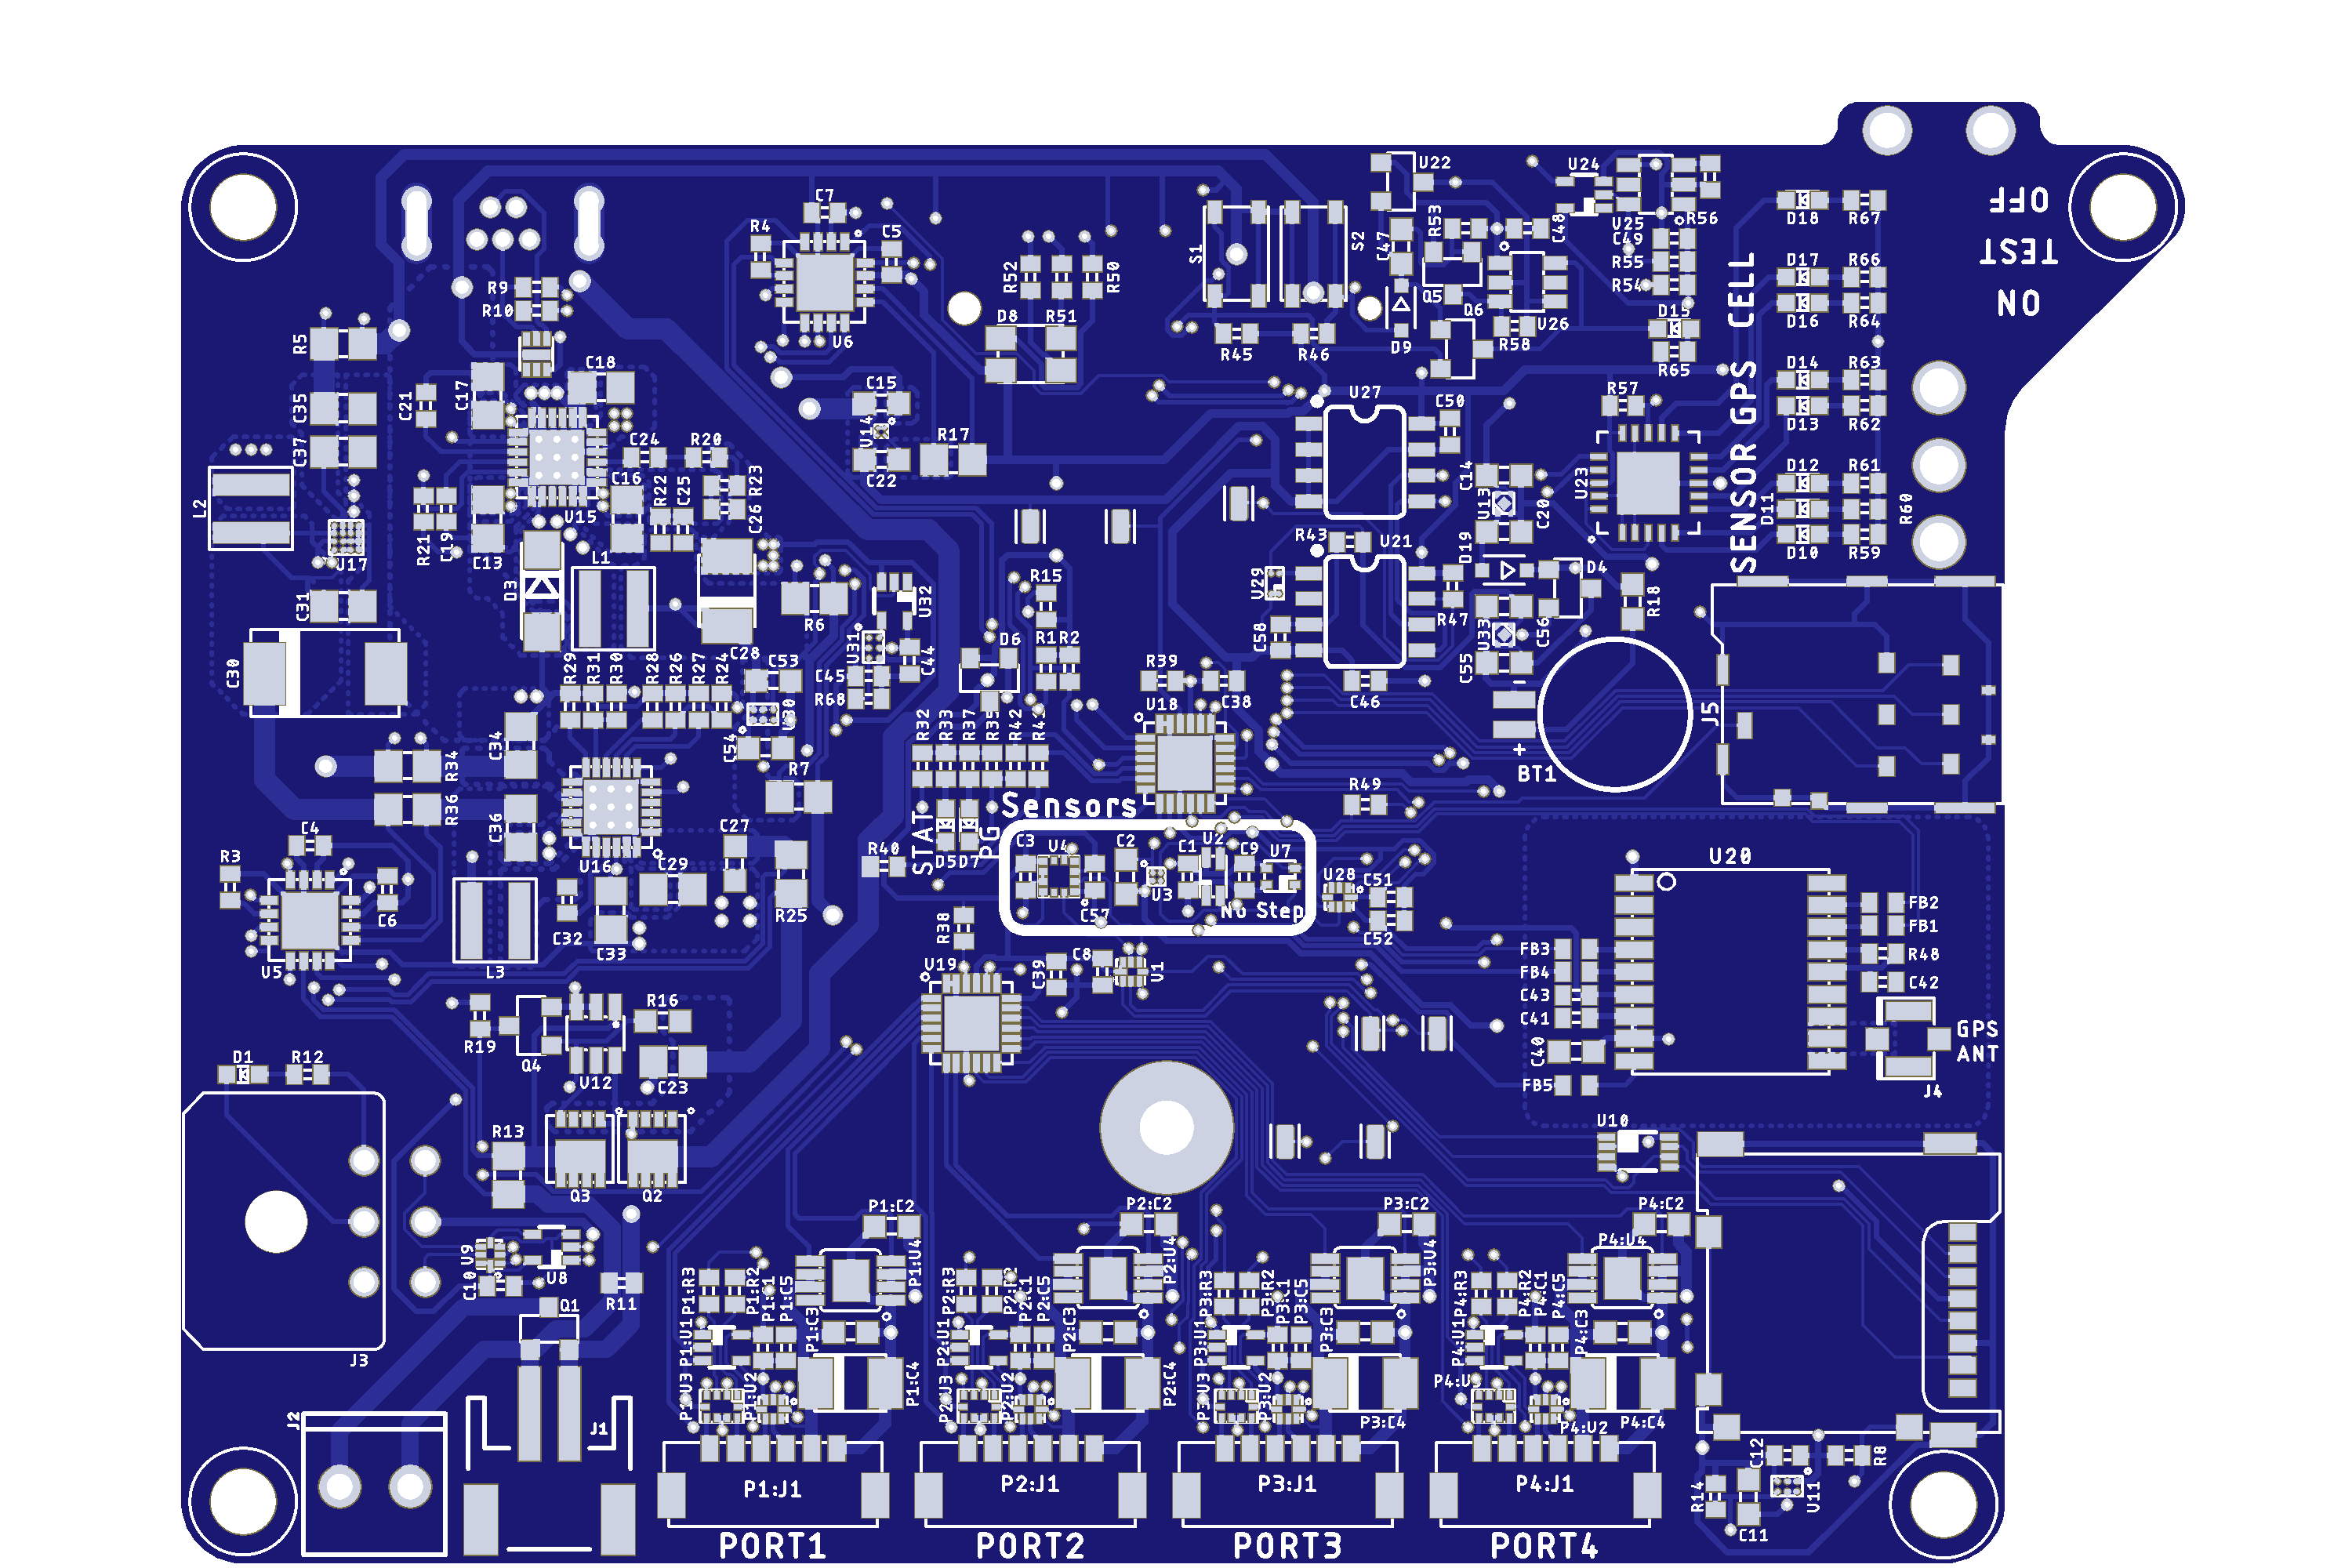 OFF
TEST
ON
SENSOR GPS CELL
U22
U24
U25
R56
D18
R67
R53
C48
C49
R55
R54
C47
S1
S2
C7
R4
C5
U6
R52
R50
D8
R51
R45
R46
D9
Q5
Q6
U26
R58
D15
R65
D17
R66
D16
R64
D14
R63
D13
R62
D12
R61
D11
R60
D10
R59
R9
R10
R5
C35
C37
C21
C17
C18
L2
U17
C31
C30
C24
R20
C16
U15
R22
C25
R23
C26
R21
C19
C13
L1
D3
C28
C15
U14
C22
R17
U27
C50
R57
U23
C14
U13
C20
D19
R43
U21
U29
C58
R47
D4
R18
U33
C56
C55
C46
R6
U32
U31
C44
C45
R68
R15
D6
R1
R2
R39
C38
U18
R29
R31
R30
R28
R26
R27
R24
C53
U30
C54
R7
R32
R33
R37
R35
R42
R41
-
+
BT1
J5
R49
C34
R34
R36
C36
U16
C4
R3
U5
C6
L3
C32
C33
C29
C27
R25
R40
STAT
PG
D5
D7
Sensors
C3
U4
C57
C2
U3
C1
U2
C9
U7
No Step
U28
C51
C52
U20
FB2
FB1
R48
C42
FB3
FB4
C43
C41
C40
FB5
GPS
ANT
J4
R38
U19
C39
C8
U1
R19
Q4
U12
R16
C23
D1
R12
R13
Q3
Q2
U9
C10
U8
R11
Q1
J3
J2
J1
U10
P1:C2
P1:R3
P1:R2
P1:C1
P1:C5
P1:U4
P1:U1
P1:C3
P1:U3
P1:U2
P1:C4
P1:J1
PORT1
P2:C2
P2:R3
P2:R2
P2:C1
P2:C5
P2:U4
P2:U1
P2:C3
P2:U3
P2:U2
P2:C4
P2:J1
PORT2
P3:C2
P3:R3
P3:R2
P3:C1
P3:C5
P3:U4
P3:U1
P3:C3
P3:U3
P3:U2
P3:C4
P3:J1
PORT3
P4:C2
P4:U4
P4:R3
P4:R2
P4:C1
P4:C5
P4:U1
P4:C3
P4:U3
P4:U2
P4:C4
P4:J1
PORT4
C12
R8
R14
C11
U11